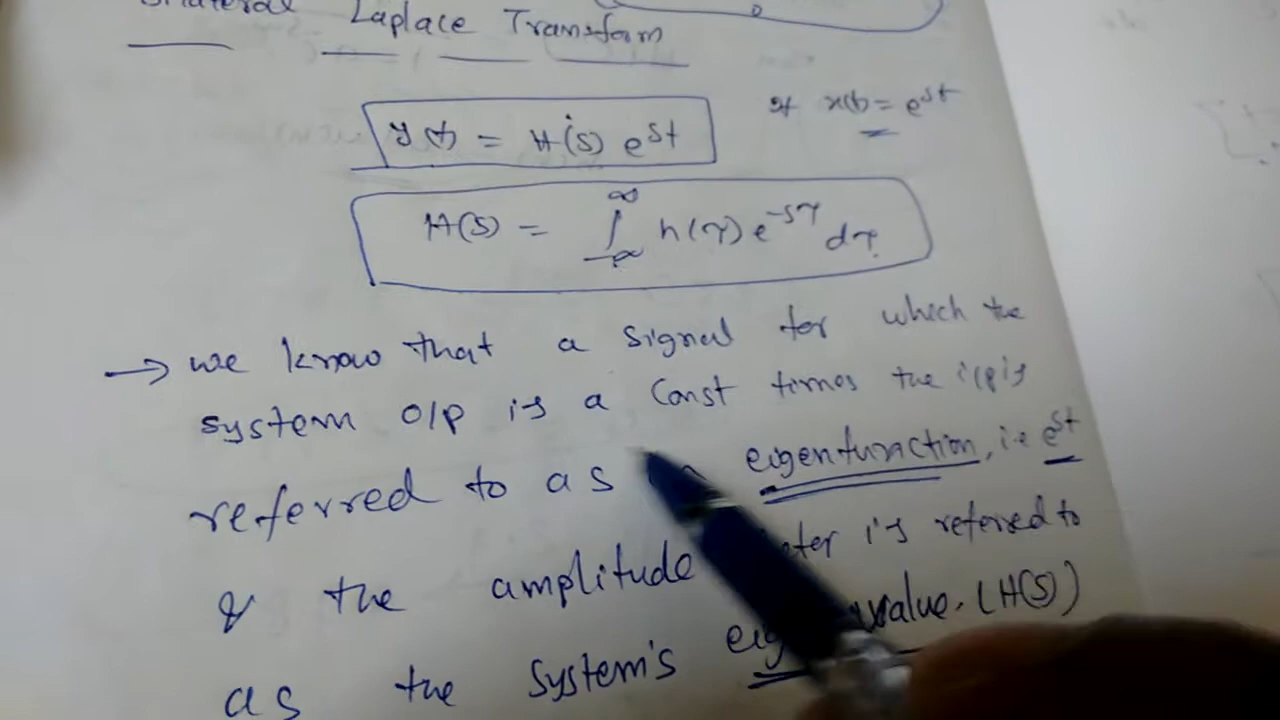 Bilateral Laplace Transform
y(t) = H(s) e^st if x(t) = e^st
H(s) = ∫_-∞^∞ h(τ) e^-sτ dτ
→ we know that a signal for which the
system o/p is a Const times the i/p is
referred to as eigenfunction, i.e e^st
& the amplitude is referred to
as the system's value. (H(s))